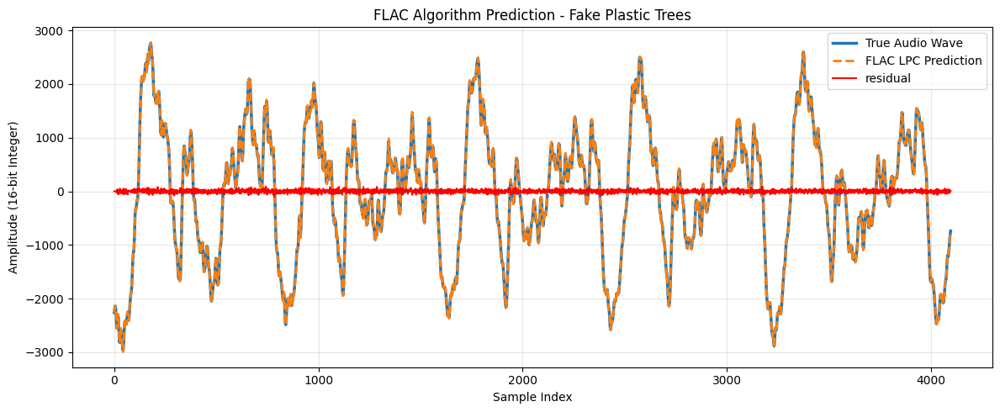 FLAC Algorithm Prediction - Fake Plastic Trees
True Audio Wave
FLAC LPC Prediction
residual
Amplitude (16-bit Integer)
3000
2000
1000
0
−1000
−2000
−3000
0 1000 2000 3000 4000
Sample Index